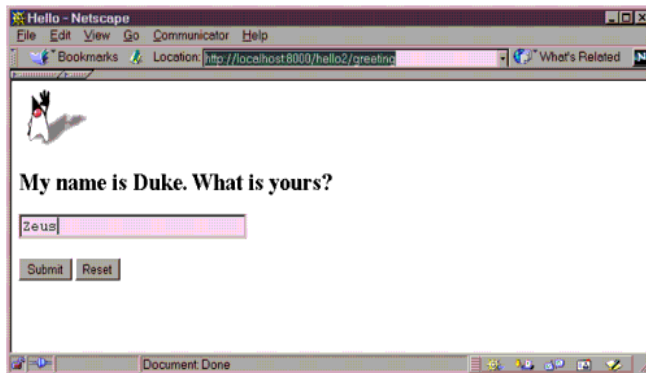 Hello - Netscape
File Edit View Go Communicator Help
Bookmarks Location: http://localhost:8000/hello2/greeting What's Related N
My name is Duke. What is yours?
Zeus
Submit Reset
Document: Done